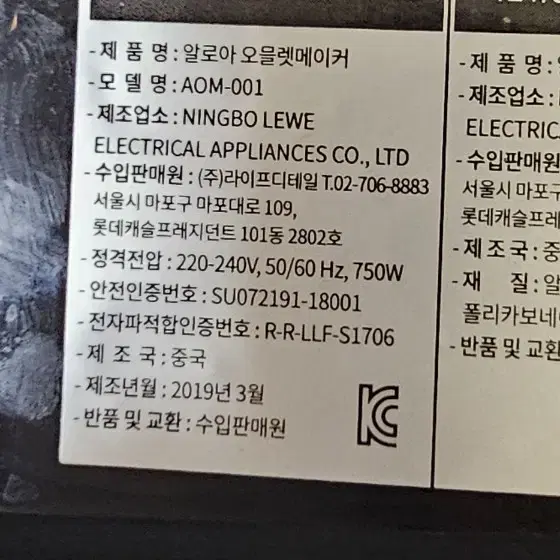 - 제 품 명 : 알로아 오믈렛메이커
- 모 델 명 : AOM-001
- 제조업소 : NINGBO LEWE
ELECTRICAL APPLIANCES CO., LTD
- 수입판매원 : (주)라이프디테일 T.02-706-8883
서울시 마포구 마포대로 109,
롯데캐슬프레지던트 101동 2802호
- 정격전압 : 220-240V, 50/60 Hz, 750W
- 안전인증번호 : SU072191-18001
- 전자파적합인증번호 : R-R-LLF-S1706
- 제 조 국 : 중국
- 제조년월 : 2019년 3월
- 반품 및 교환 : 수입판매원
- 제 품 명 :
- 제조업소 :
ELECTRIC
- 수입판매원
서울시 마포구
롯데캐슬프레
- 제 조 국 : 중
- 재 질 : 알
폴리카보네
- 반품 및 교환